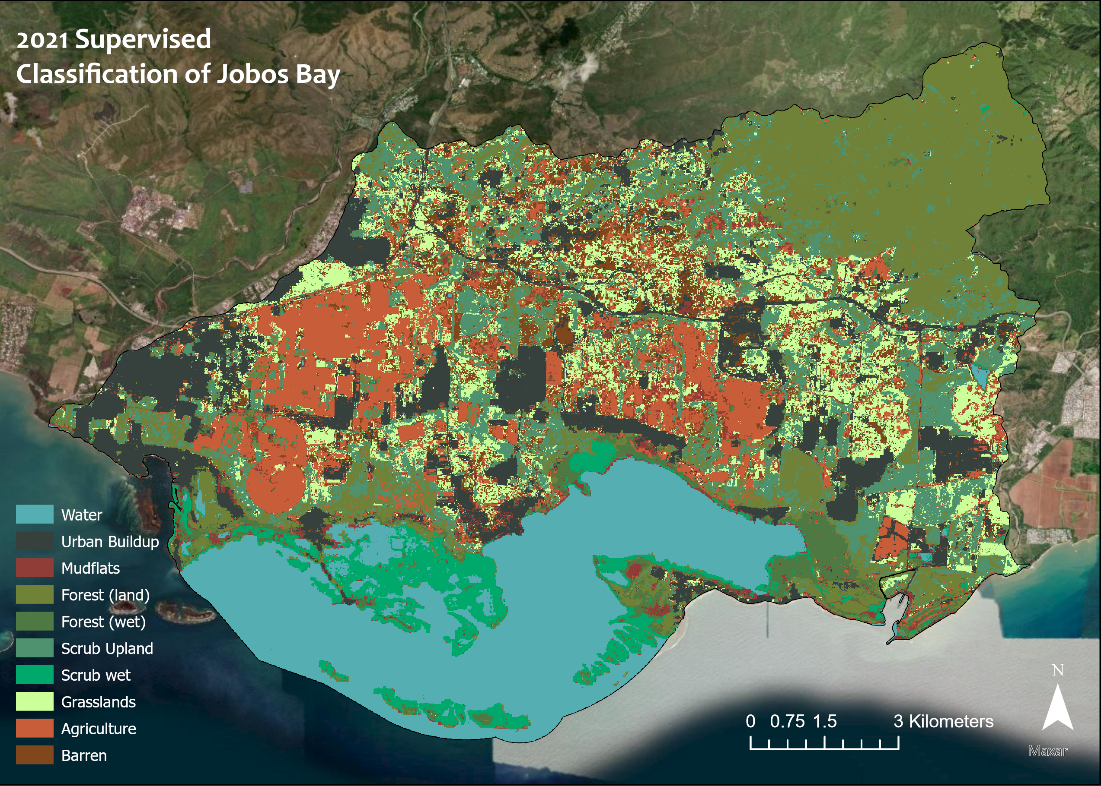 2021 Supervised
Classification of Jobos Bay
Water
Urban Buildup
Mudflats
Forest (land)
Forest (wet)
Scrub Upland
Scrub wet
Grasslands
Agriculture
Barren
N
0 0.75 1.5 3 Kilometers
Maxar